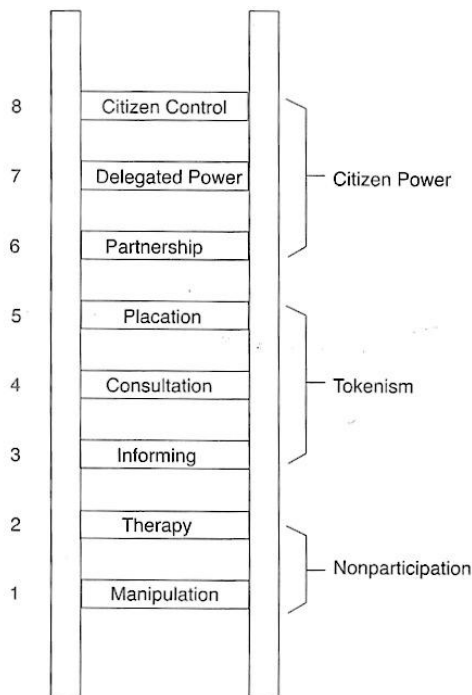 8 Citizen Control
7 Delegated Power
Citizen Power
6 Partnership
5 Placation
4 Consultation
Tokenism
3 Informing
2 Therapy
Nonparticipation
1 Manipulation